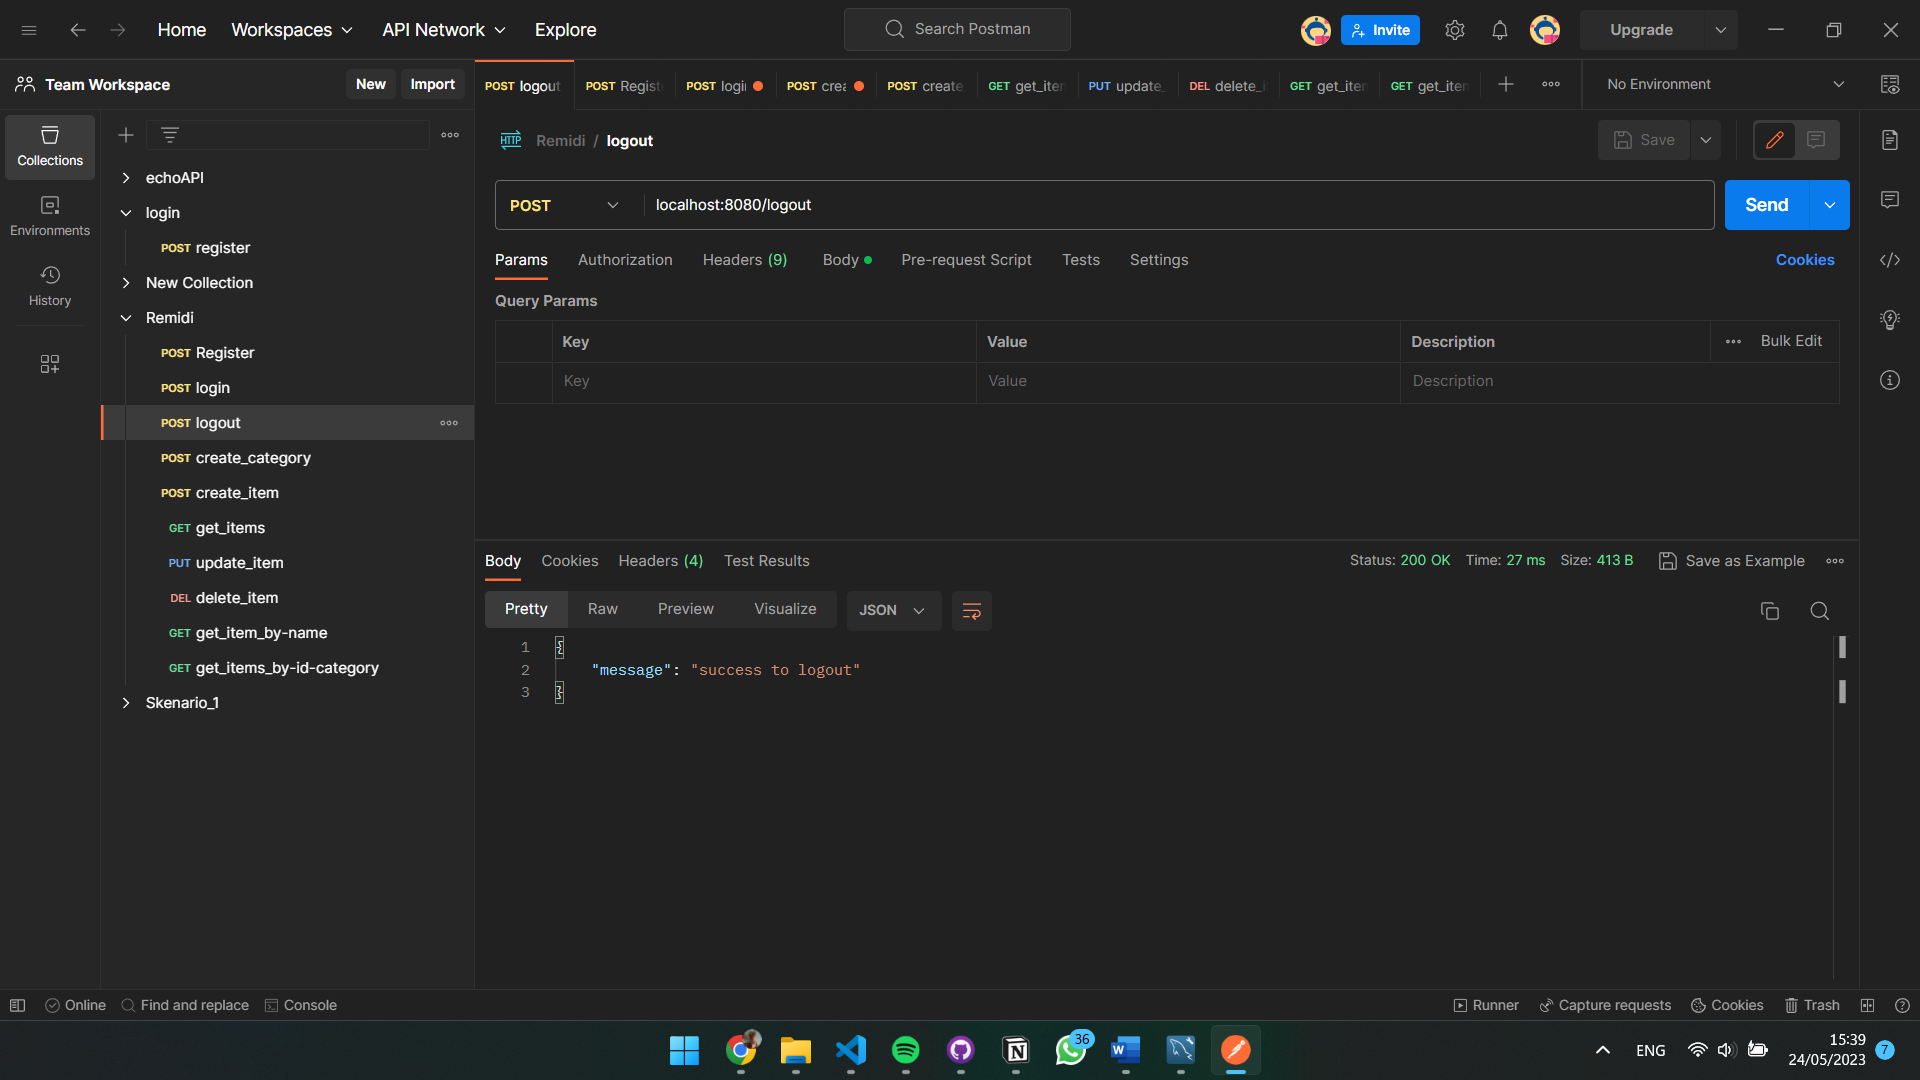 Home Workspaces API Network Explore Search Postman Invite Upgrade
Team Workspace New Import POST logout POST Regist POST logi POST crea POST create GET get_iten PUT update_ DEL delete_i GET get_iten GET get_iten No Environment
Collections
Environments
History
echoAPI
login
POST register
New Collection
Remidi
POST Register
POST login
POST logout
POST create_category
POST create_item
GET get_items
PUT update_item
DEL delete_item
GET get_item_by-name
GET get_items_by-id-category
Skenario_1
HTTP Remidi / logout Save
POST localhost:8080/logout Send
Params Authorization Headers (9) Body Pre-request Script Tests Settings Cookies
Query Params
Key Value Description Bulk Edit
Key Value Description
Body Cookies Headers (4) Test Results Status: 200 OK Time: 27 ms Size: 413 B Save as Example
Pretty Raw Preview Visualize JSON
1 {
2 "message": "success to logout"
3 }
Online Find and replace Console Runner Capture requests Cookies Trash
36
ENG 15:39
24/05/2023 7